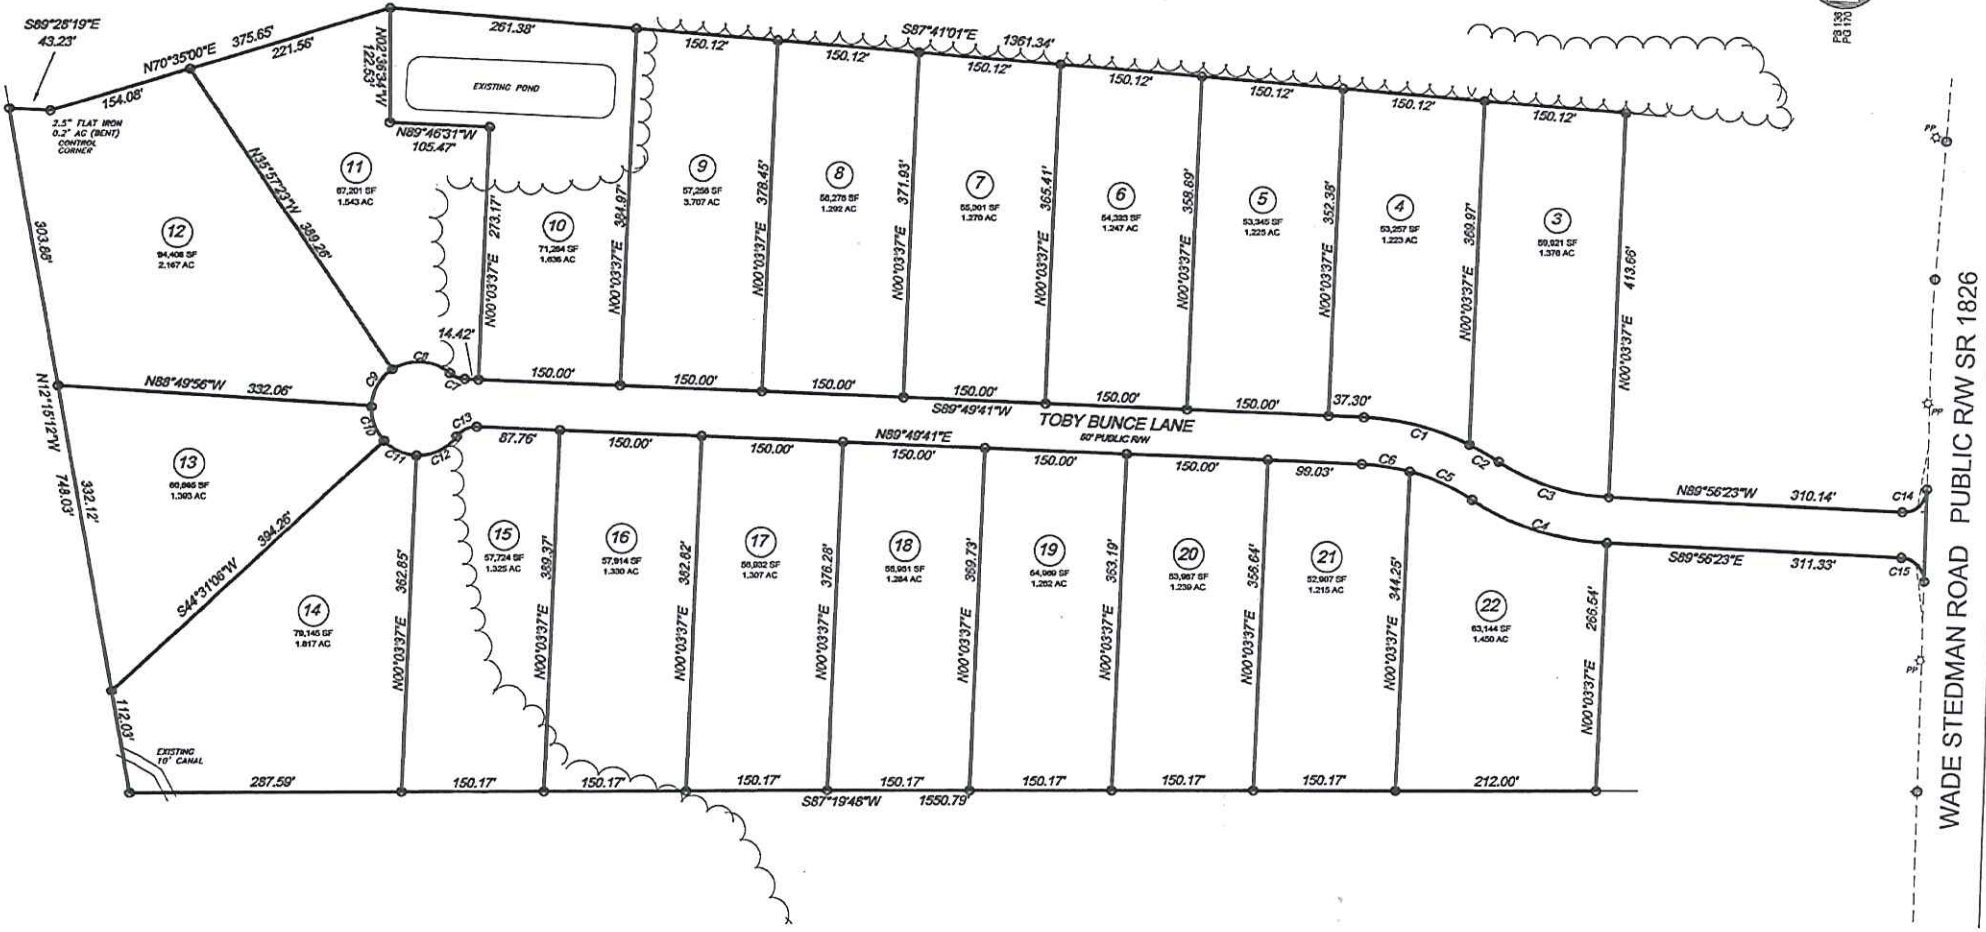 S89°28'19"E
43.23'
N70°35'00"E 375.65'
154.08'
221.56'
2.5" FLAT IRON
0.2' AG (BENT)
CONTROL
CORNER
N02°36'34"W
122.53'
261.38'
EXISTING POND
N89°46'31"W
105.47'
S87°41'01"E 1361.34'
150.12'
150.12'
150.12'
150.12'
150.12'
150.12'
150.12'
PB 136
PG 170
12
94,408 SF
2.167 AC
303.88'
N35°57'23"W 389.26'
11
67,201 SF
1.543 AC
N00°03'37"E 273.17'
10
71,264 SF
1.636 AC
N00°03'37"E 384.97'
9
57,256 SF
3.707 AC
N00°03'37"E 378.45'
8
56,278 SF
1.292 AC
N00°03'37"E 371.93'
7
55,301 SF
1.270 AC
N00°03'37"E 365.41'
6
54,323 SF
1.247 AC
N00°03'37"E 358.89'
5
53,345 SF
1.225 AC
N00°03'37"E 352.38'
4
53,257 SF
1.223 AC
N00°03'37"E 369.97'
3
59,921 SF
1.376 AC
N00°03'37"E 413.66'
14.42'
C8
C7
C9
C10
C11
C12
C13
150.00'
150.00'
150.00'
150.00'
150.00'
150.00'
37.30'
S89°49'41"W
TOBY BUNCE LANE
60' PUBLIC R/W
C1
C2
C3
N89°56'23"W 310.14'
C14
N88°49'56"W 332.06'
87.76'
150.00'
150.00'
N89°49'41"E
150.00'
150.00'
150.00'
99.03'
C6
C5
C4
S89°56'23"E 311.33'
C15
N12°15'12"W 748.03'
332.12'
13
1.393 AC
S44°31'06"W 394.26'
14
79,145 SF
1.817 AC
N00°03'37"E 362.85'
15
57,724 SF
1.325 AC
N00°03'37"E 389.37'
16
57,914 SF
1.330 AC
N00°03'37"E 382.82'
17
56,932 SF
1.307 AC
N00°03'37"E 376.28'
18
1.284 AC
N00°03'37"E 369.73'
19
1.262 AC
N00°03'37"E 363.19'
20
53,987 SF
1.239 AC
N00°03'37"E 356.64'
21
52,907 SF
1.215 AC
N00°03'37"E 344.25'
22
63,144 SF
1.450 AC
N00°03'37"E 266.54'
112.03'
EXISTING
10' CANAL
287.59'
150.17'
150.17'
150.17'
150.17'
150.17'
150.17'
150.17'
212.00'
S87°19'48"W 1550.79'
PP
PP
PP
WADE STEDMAN ROAD PUBLIC R/W SR 1826